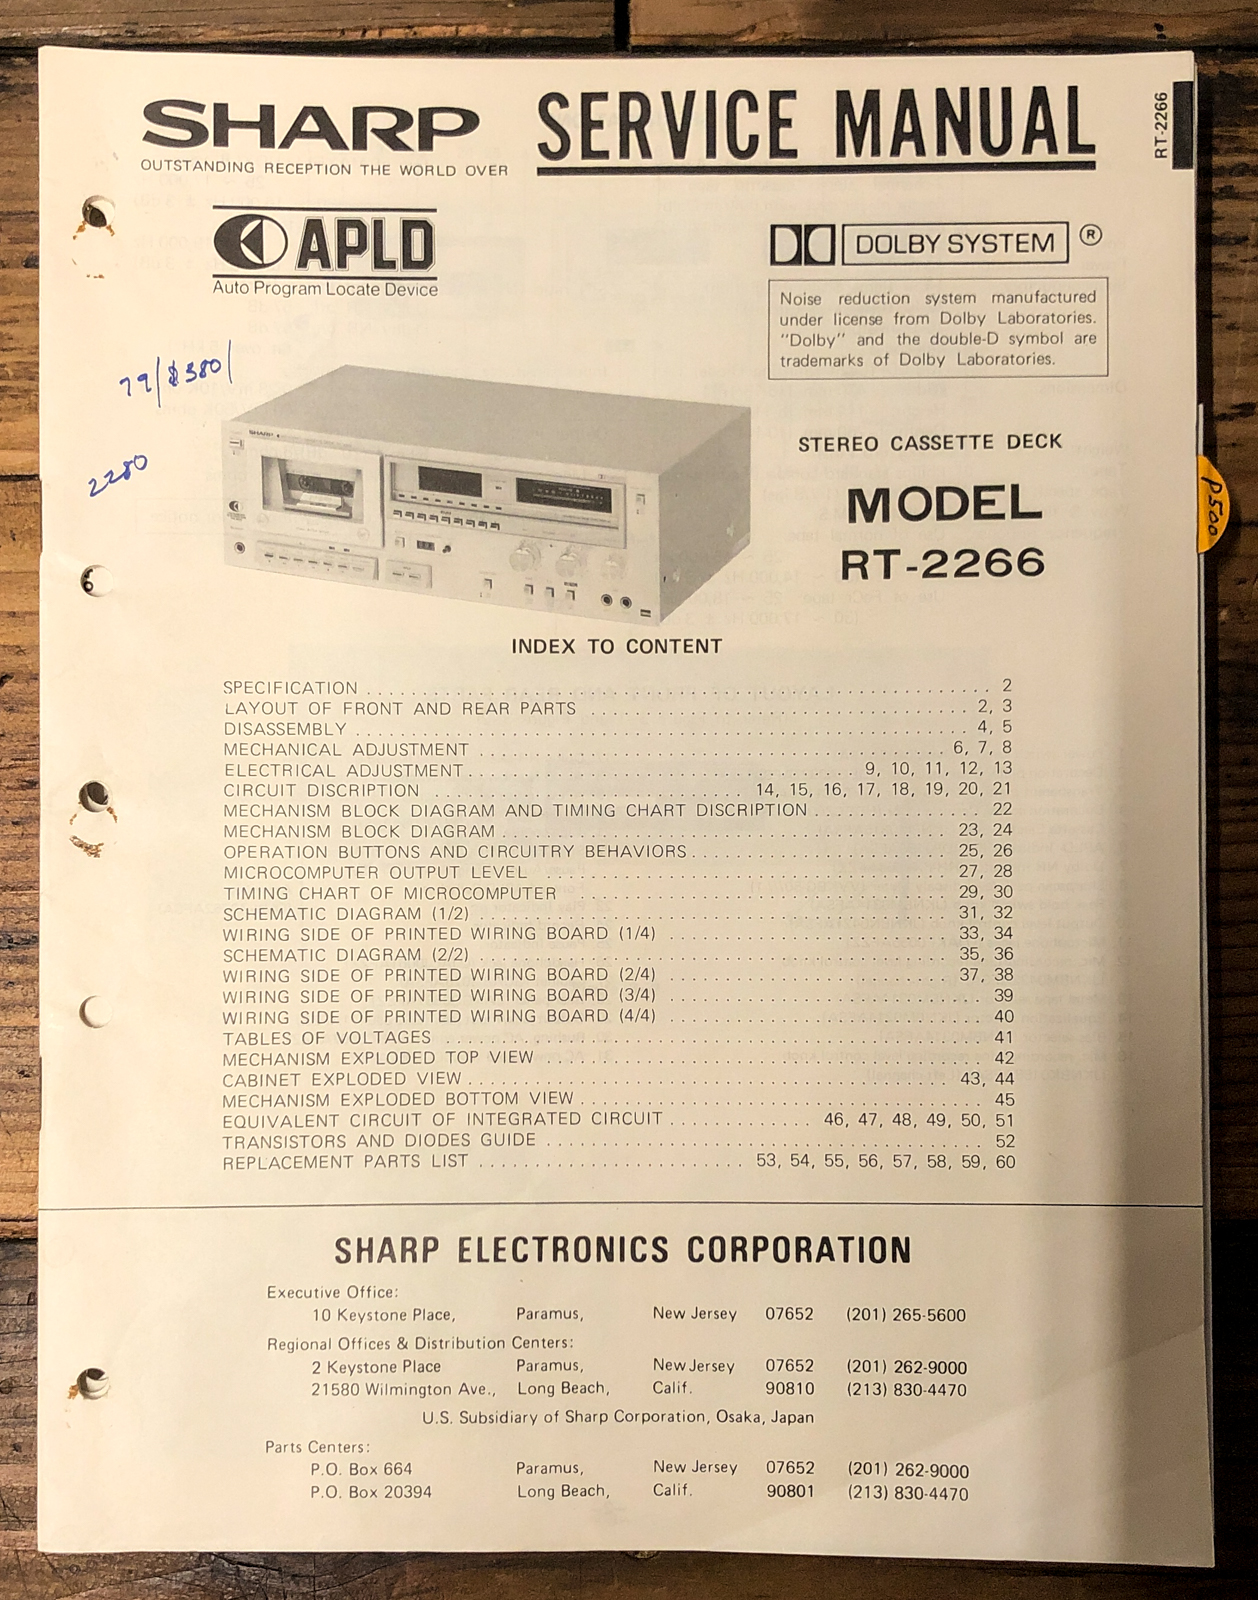 SHARP SERVICE MANUAL
OUTSTANDING RECEPTION THE WORLD OVER
RT-2266
APLD
Auto Program Locate Device
DOLBY SYSTEM ®
Noise reduction system manufactured
under license from Dolby Laboratories.
"Dolby" and the double-D symbol are
trademarks of Dolby Laboratories.
79/$380/
2280
SHARP
STEREO CASSETTE DECK
MODEL
RT-2266
P500
INDEX TO CONTENT
SPECIFICATION . . . 2
LAYOUT OF FRONT AND REAR PARTS . . . 2, 3
DISASSEMBLY . . . 4, 5
MECHANICAL ADJUSTMENT . . . 6, 7, 8
ELECTRICAL ADJUSTMENT . . . 9, 10, 11, 12, 13
CIRCUIT DISCRIPTION . . . 14, 15, 16, 17, 18, 19, 20, 21
MECHANISM BLOCK DIAGRAM AND TIMING CHART DISCRIPTION . . . 22
MECHANISM BLOCK DIAGRAM . . . 23, 24
OPERATION BUTTONS AND CIRCUITRY BEHAVIORS . . . 25, 26
MICROCOMPUTER OUTPUT LEVEL . . . 27, 28
TIMING CHART OF MICROCOMPUTER . . . 29, 30
SCHEMATIC DIAGRAM (1/2) . . . 31, 32
WIRING SIDE OF PRINTED WIRING BOARD (1/4) . . . 33, 34
SCHEMATIC DIAGRAM (2/2) . . . 35, 36
WIRING SIDE OF PRINTED WIRING BOARD (2/4) . . . 37, 38
WIRING SIDE OF PRINTED WIRING BOARD (3/4) . . . 39
WIRING SIDE OF PRINTED WIRING BOARD (4/4) . . . 40
TABLES OF VOLTAGES . . . 41
MECHANISM EXPLODED TOP VIEW . . . 42
CABINET EXPLODED VIEW . . . 43, 44
MECHANISM EXPLODED BOTTOM VIEW . . . 45
EQUIVALENT CIRCUIT OF INTEGRATED CIRCUIT . . . 46, 47, 48, 49, 50, 51
TRANSISTORS AND DIODES GUIDE . . . 52
REPLACEMENT PARTS LIST . . . 53, 54, 55, 56, 57, 58, 59, 60
SHARP ELECTRONICS CORPORATION
Executive Office:
10 Keystone Place, Paramus, New Jersey 07652 (201) 265-5600
Regional Offices & Distribution Centers:
2 Keystone Place Paramus, New Jersey 07652 (201) 262-9000
21580 Wilmington Ave., Long Beach, Calif. 90810 (213) 830-4470
U.S. Subsidiary of Sharp Corporation, Osaka, Japan
Parts Centers:
P.O. Box 664 Paramus, New Jersey 07652 (201) 262-9000
P.O. Box 20394 Long Beach, Calif. 90801 (213) 830-4470